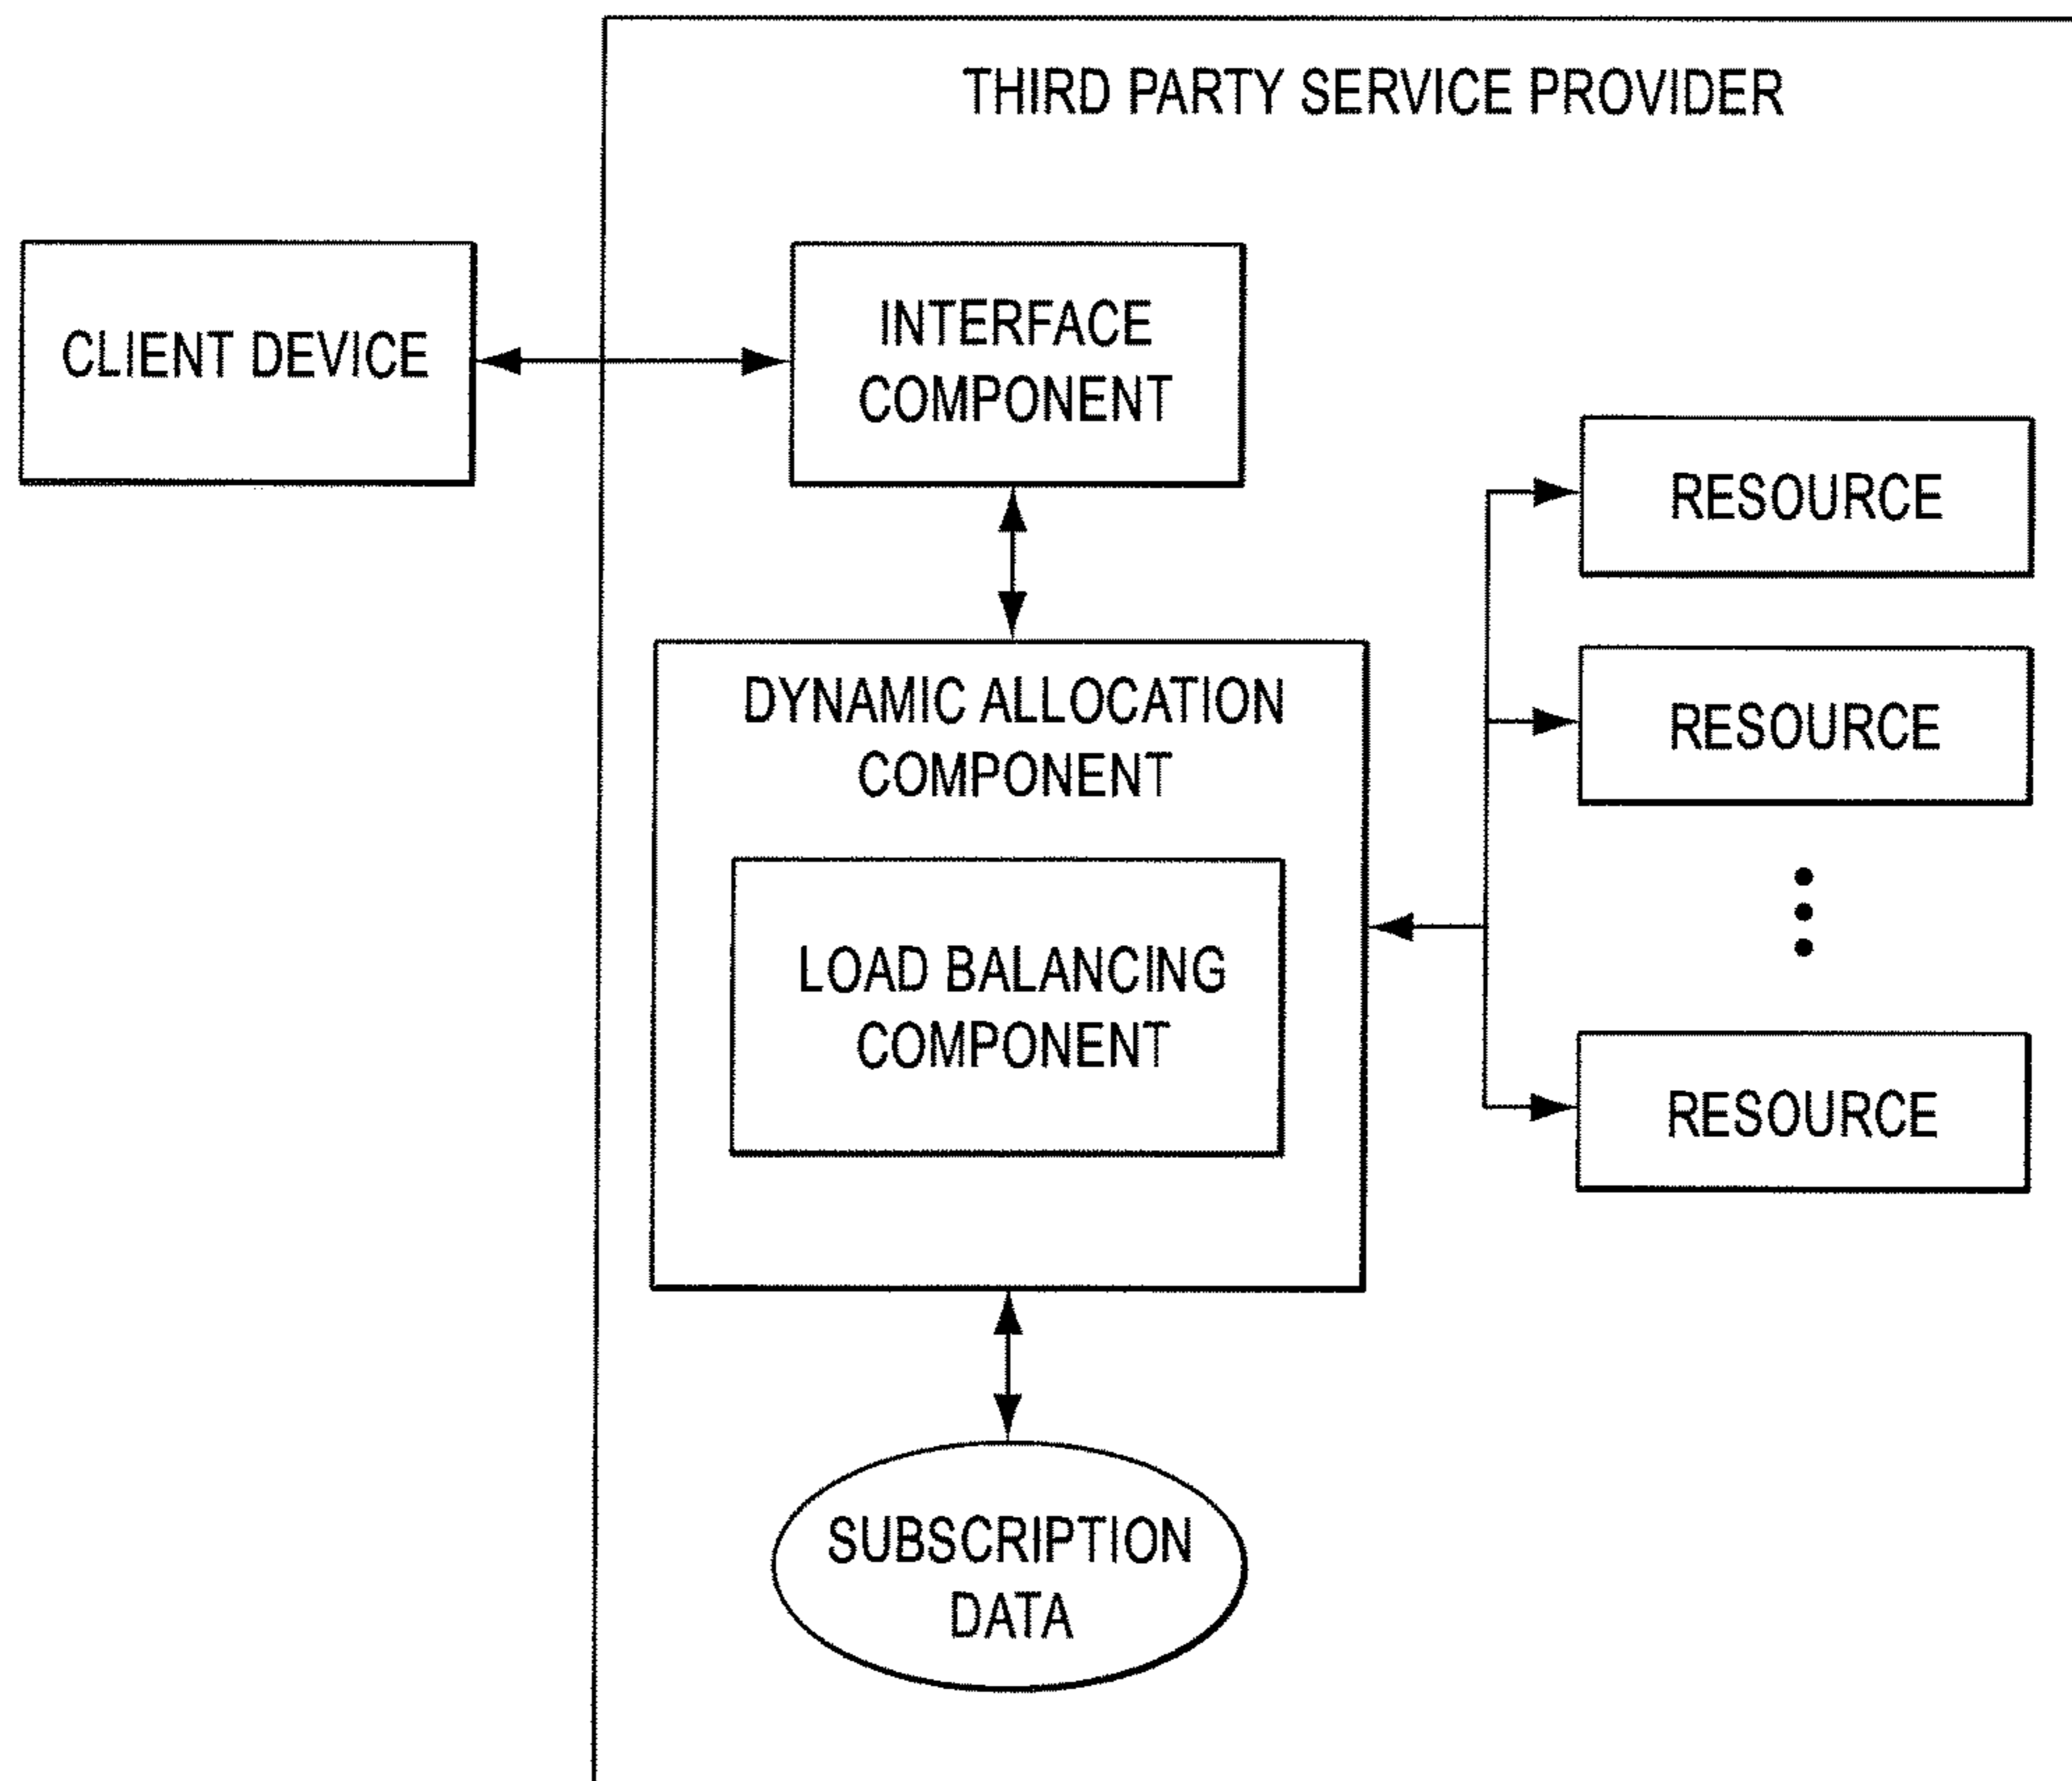 THIRD PARTY SERVICE PROVIDER
CLIENT DEVICE
INTERFACE
COMPONENT
RESOURCE
RESOURCE
RESOURCE
DYNAMIC ALLOCATION
COMPONENT
LOAD BALANCING
COMPONENT
SUBSCRIPTION
DATA